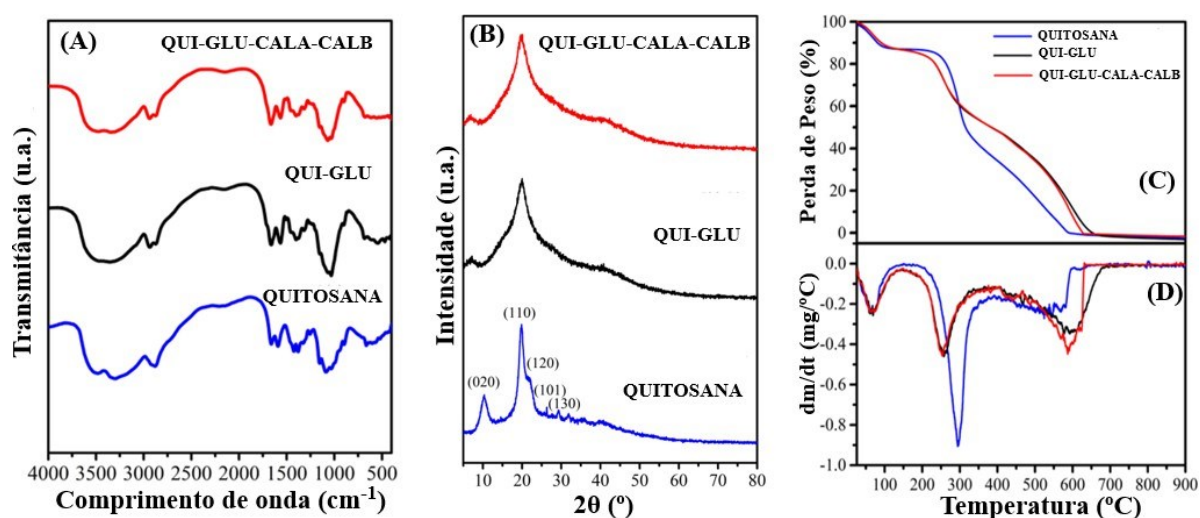 (A)
QUI-GLU-CALA-CALB
QUI-GLU
QUITOSANA
Transmitância (u.a.)
4000 3500 3000 2500 2000 1500 1000 500
Comprimento de onda (cm-1)
(B)
QUI-GLU-CALA-CALB
QUI-GLU
QUITOSANA
(020)
(110)
(120)
(101)
(130)
Intensidade (u.a.)
10 20 30 40 50 60 70 80
2θ (º)
QUITOSANA
QUI-GLU
QUI-GLU-CALA-CALB
(C)
Perda de Peso (%)
100
80
60
40
20
0
(D)
dm/dt (mg/ºC)
0.0
-0.2
-0.4
-0.6
-0.8
-1.0
100 200 300 400 500 600 700 800 900
Temperatura (ºC)